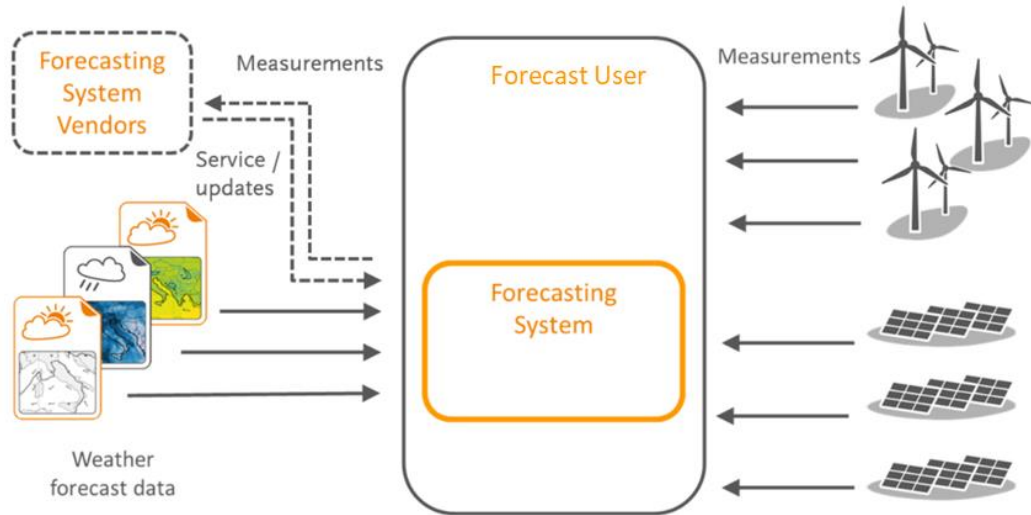 Forecasting
System
Vendors
Measurements
Service /
updates
Weather
forecast data
Forecast User
Forecasting
System
Measurements